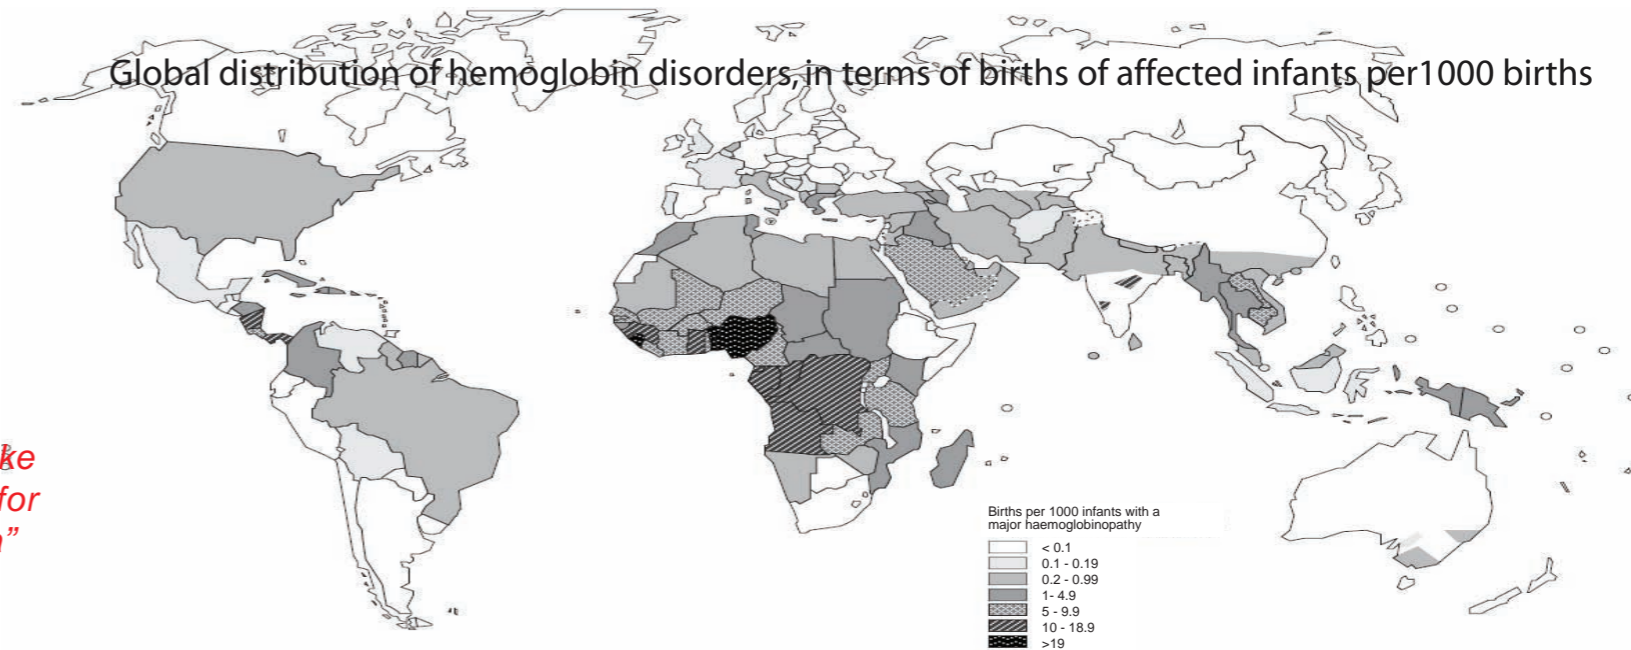 Global distribution of hemoglobin disorders, in terms of births of affected infants per1000 births
ke
for
”
Births per 1000 infants with a
major haemoglobinopathy
< 0.1
0.1 - 0.19
0.2 - 0.99
1- 4.9
5 - 9.9
10 - 18.9
>19